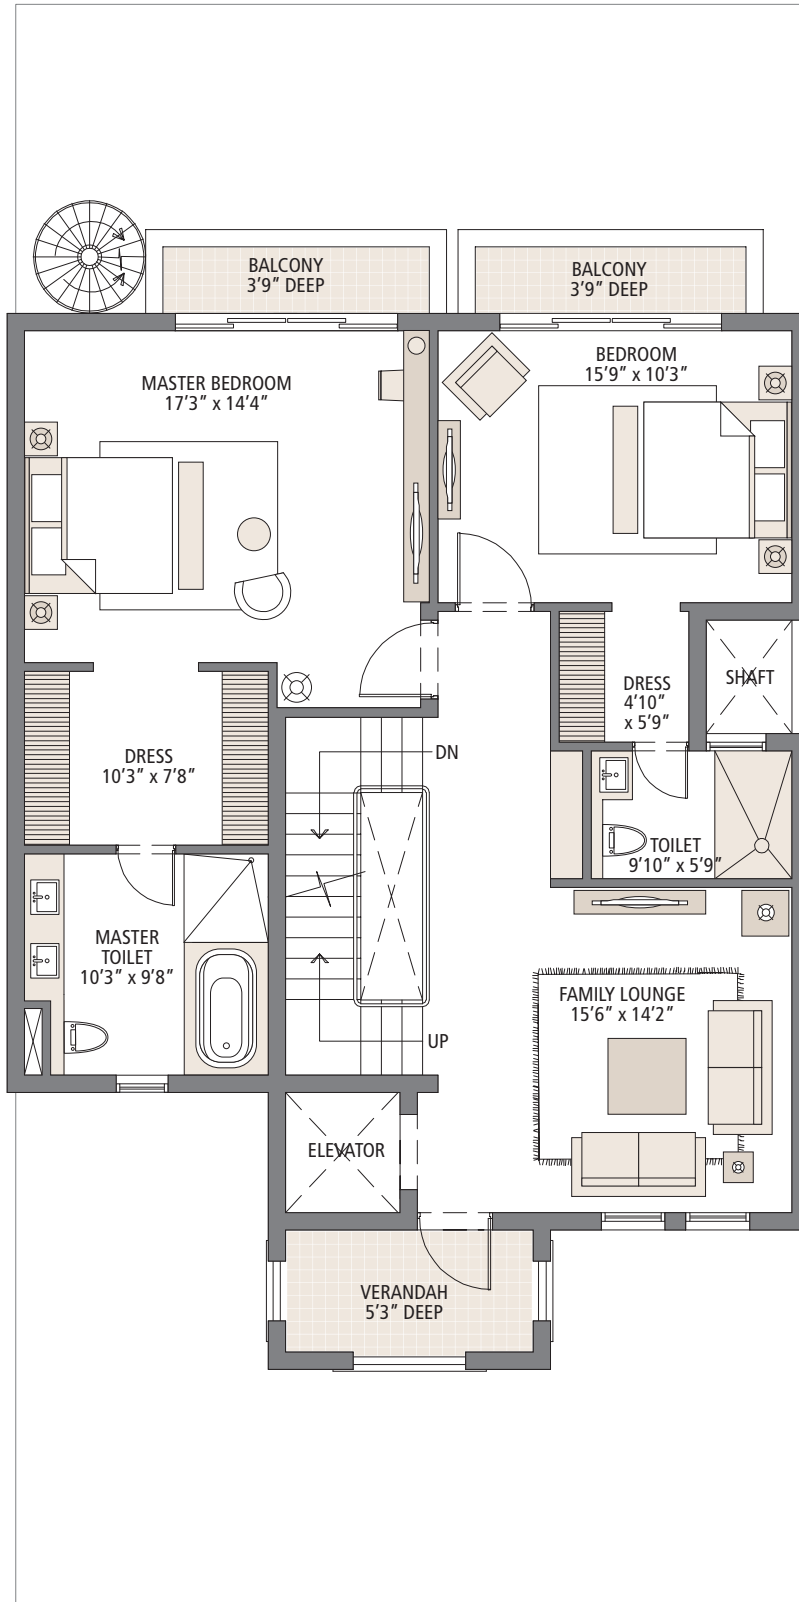 BALCONY
3'9” DEEP
BALCONY
3'9” DEEP
MASTER BEDROOM
17'3” x 14'4”
BEDROOM
15'9” x 10'3”
DRESS
4'10”
x 5'9”
SHAFT
DN
DRESS
10'3” x 7'8”
TOILET
9'10” x 5'9”
MASTER
TOILET
10'3” x 9'8”
FAMILY LOUNGE
15'6” x 14'2”
UP
ELEVATOR
VERANDAH
5'3” DEEP